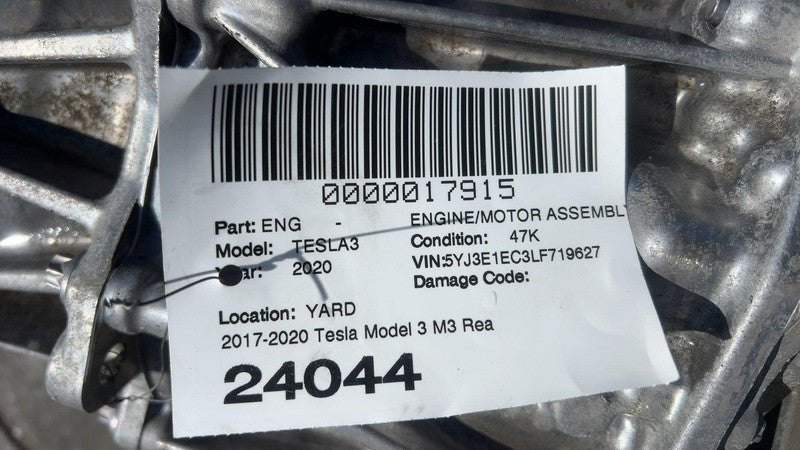 0000017915
Part: ENG - ENGINE/MOTOR ASSEMBLY
Model: TESLA3 Condition: 47K
Year: 2020 VIN:5YJ3E1EC3LF719627
Damage Code:
Location: YARD
2017-2020 Tesla Model 3 M3 Rea
24044